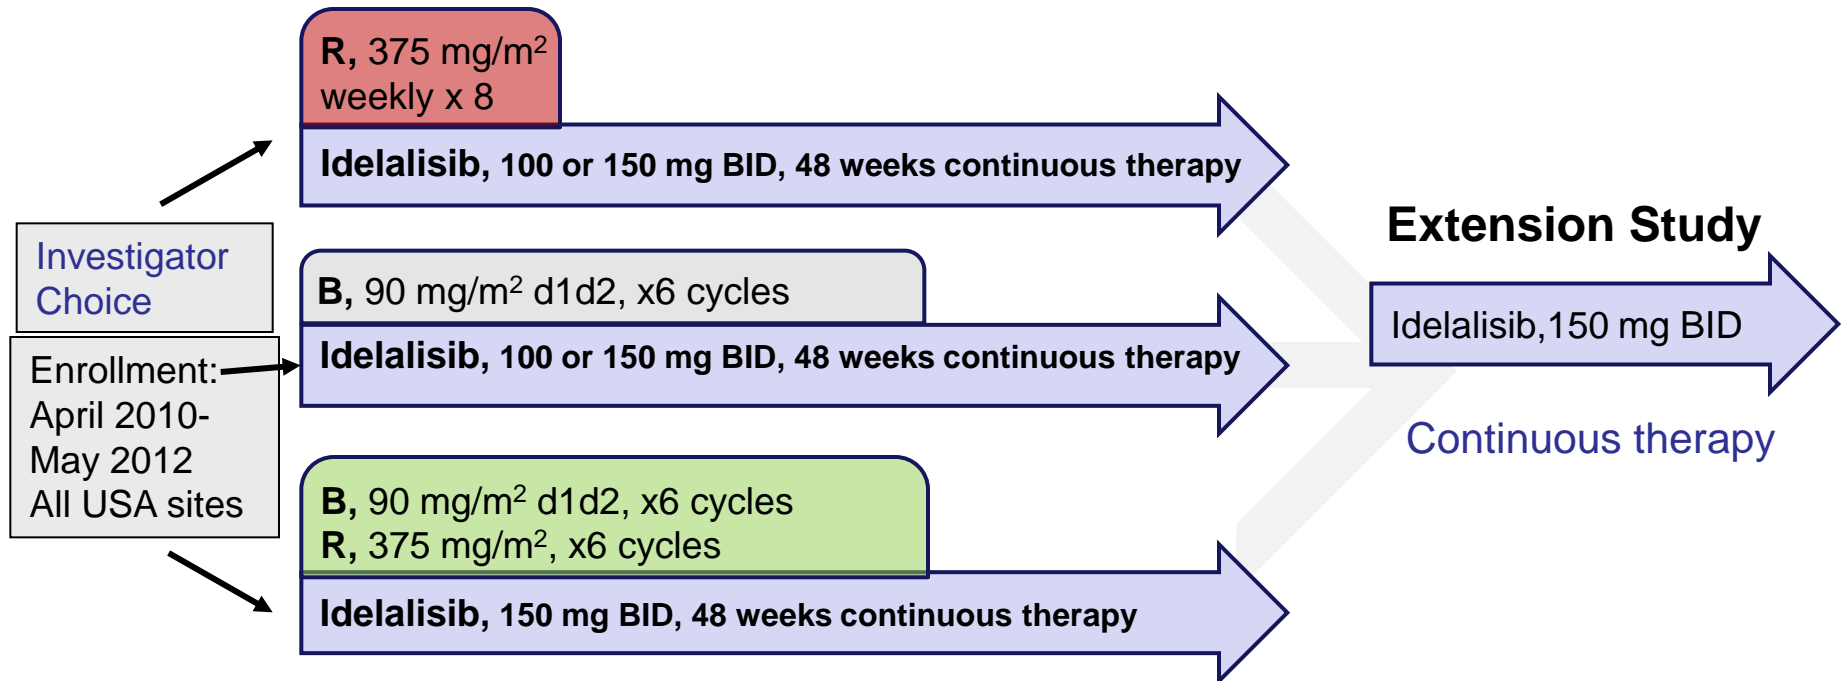 R, 375 mg/m²
weekly x 8
Idelalisib, 100 or 150 mg BID, 48 weeks continuous therapy
Investigator
Choice
Enrollment:
April 2010-
May 2012
All USA sites
B, 90 mg/m² d1d2, x6 cycles
Idelalisib, 100 or 150 mg BID, 48 weeks continuous therapy
B, 90 mg/m² d1d2, x6 cycles
R, 375 mg/m², x6 cycles
Idelalisib, 150 mg BID, 48 weeks continuous therapy
Extension Study
Idelalisib,150 mg BID
Continuous therapy